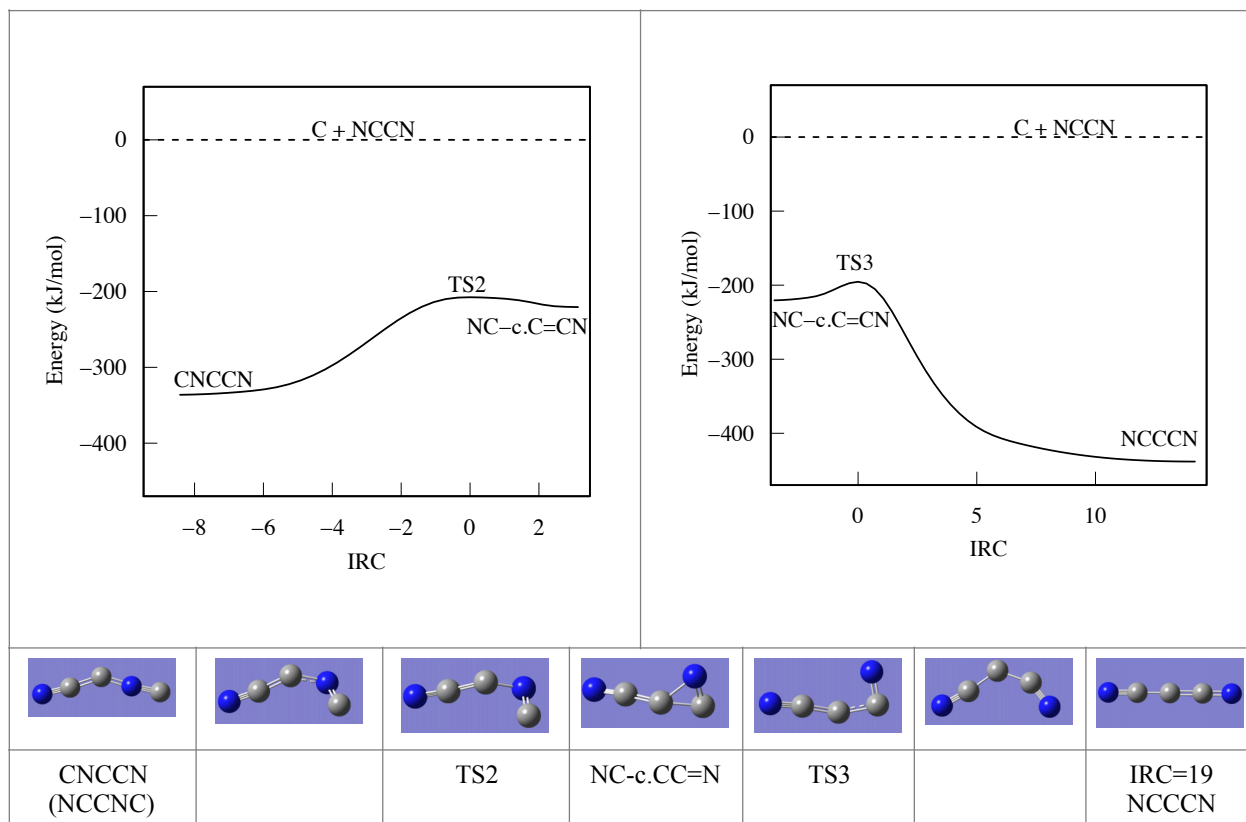 C + NCCN
0
−100
−200
−300
−400
Energy (kJ/mol)
TS2
NC−c.C=CN
CNCCN
−8 −6 −4 −2 0 2
IRC
C + NCCN
0
−100
−200
−300
−400
Energy (kJ/mol)
TS3
NC−c.C=CN
NCCCN
0 5 10
IRC
CNCCN
(NCCNC)
TS2
NC-c.CC=N
TS3
IRC=19
NCCCN